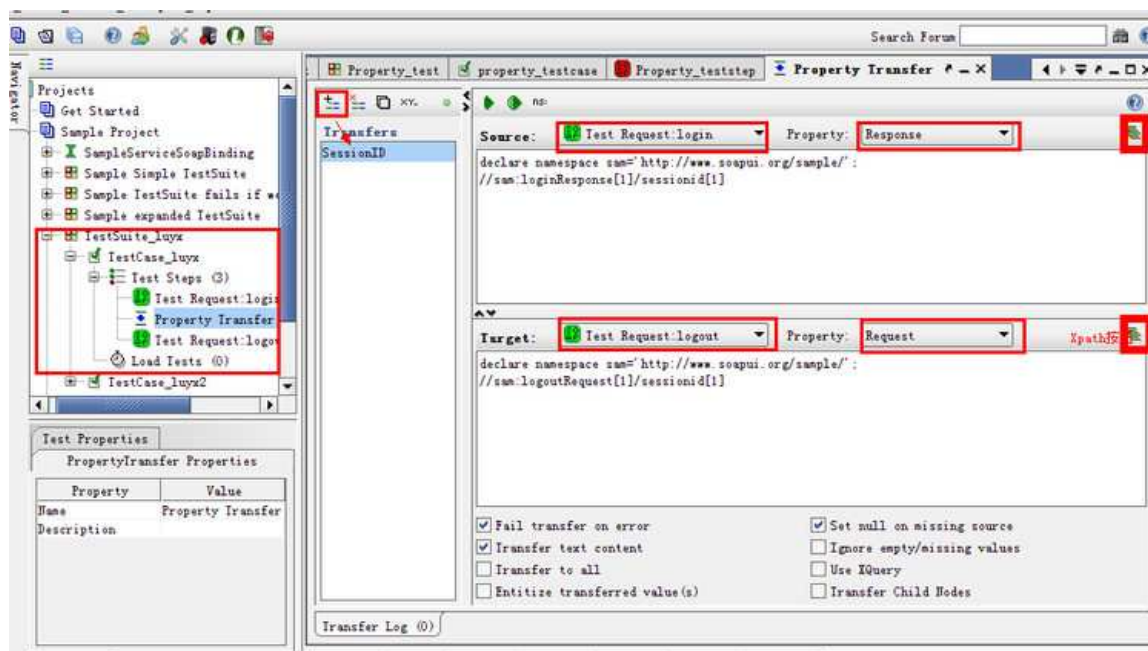 Search Forum
Navigator
Projects
Get Started
Sample Project
SampleServiceSoapBinding
Sample Simple TestSuite
Sample TestSuite fails if we
Sample expanded TestSuite
TestSuite_luyx
TestCase_luyx
Test Steps (3)
Test Request:login
Property Transfer
Test Request:logou
Load Tests (0)
TestCase_luyx2
Test Properties
PropertyTransfer Properties
Property Value
Name Property Transfer
Description
Property_test property_testcase Property_teststep Property Transfer
ns:
Transfers
SessionID
Source: Test Request:login Property: Response
declare namespace sam='http://www.soapui.org/sample/';
//sam:loginResponse[1]/sessionid[1]
Target: Test Request:logout Property: Request Xpath按
declare namespace sam='http://www.soapui.org/sample/';
//sam:logoutRequest[1]/sessionid[1]
Fail transfer on error Set null on missing source
Transfer text content Ignore empty/missing values
Transfer to all Use XQuery
Entitize transferred value(s) Transfer Child Nodes
Transfer Log (0)